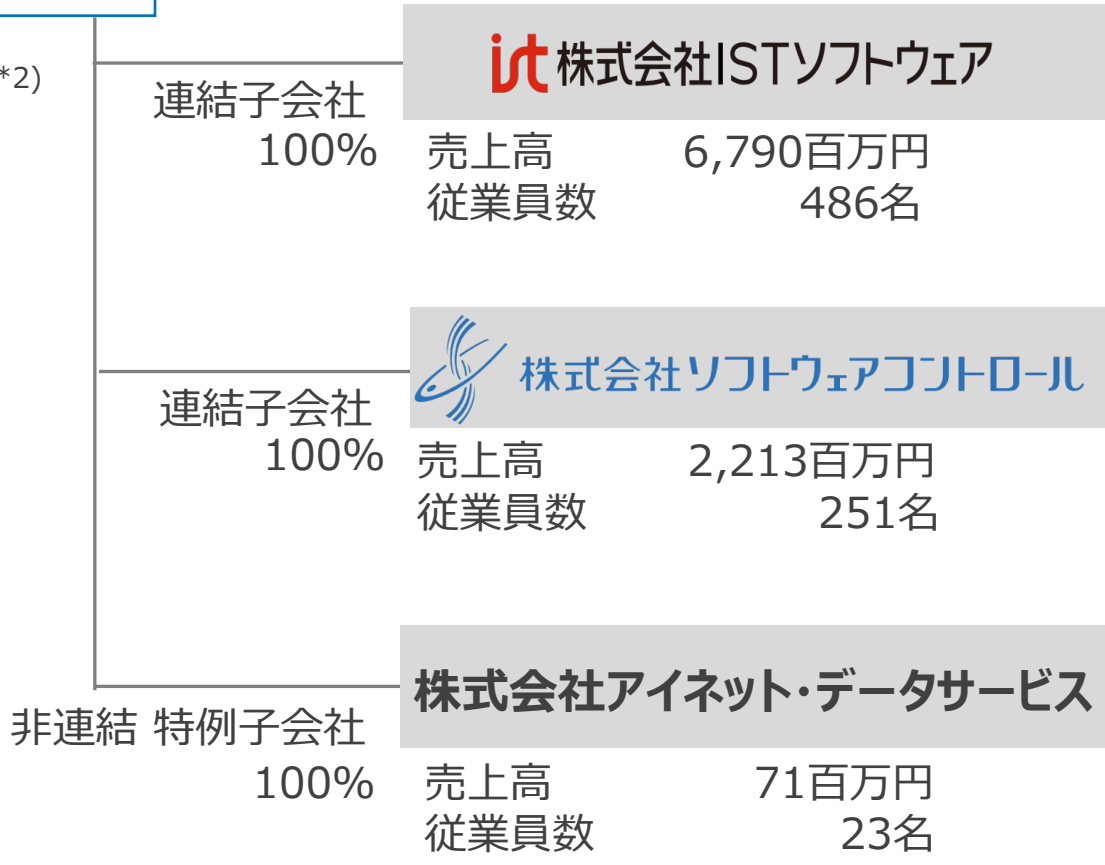 ist 株式会社ISTソフトウェア
*2)
連結子会社
100%
売上高 6,790百万円
従業員数 486名
株式会社ソフトウェアコントロール
連結子会社
100%
売上高 2,213百万円
従業員数 251名
株式会社アイネット・データサービス
非連結 特例子会社
100%
売上高 71百万円
従業員数 23名